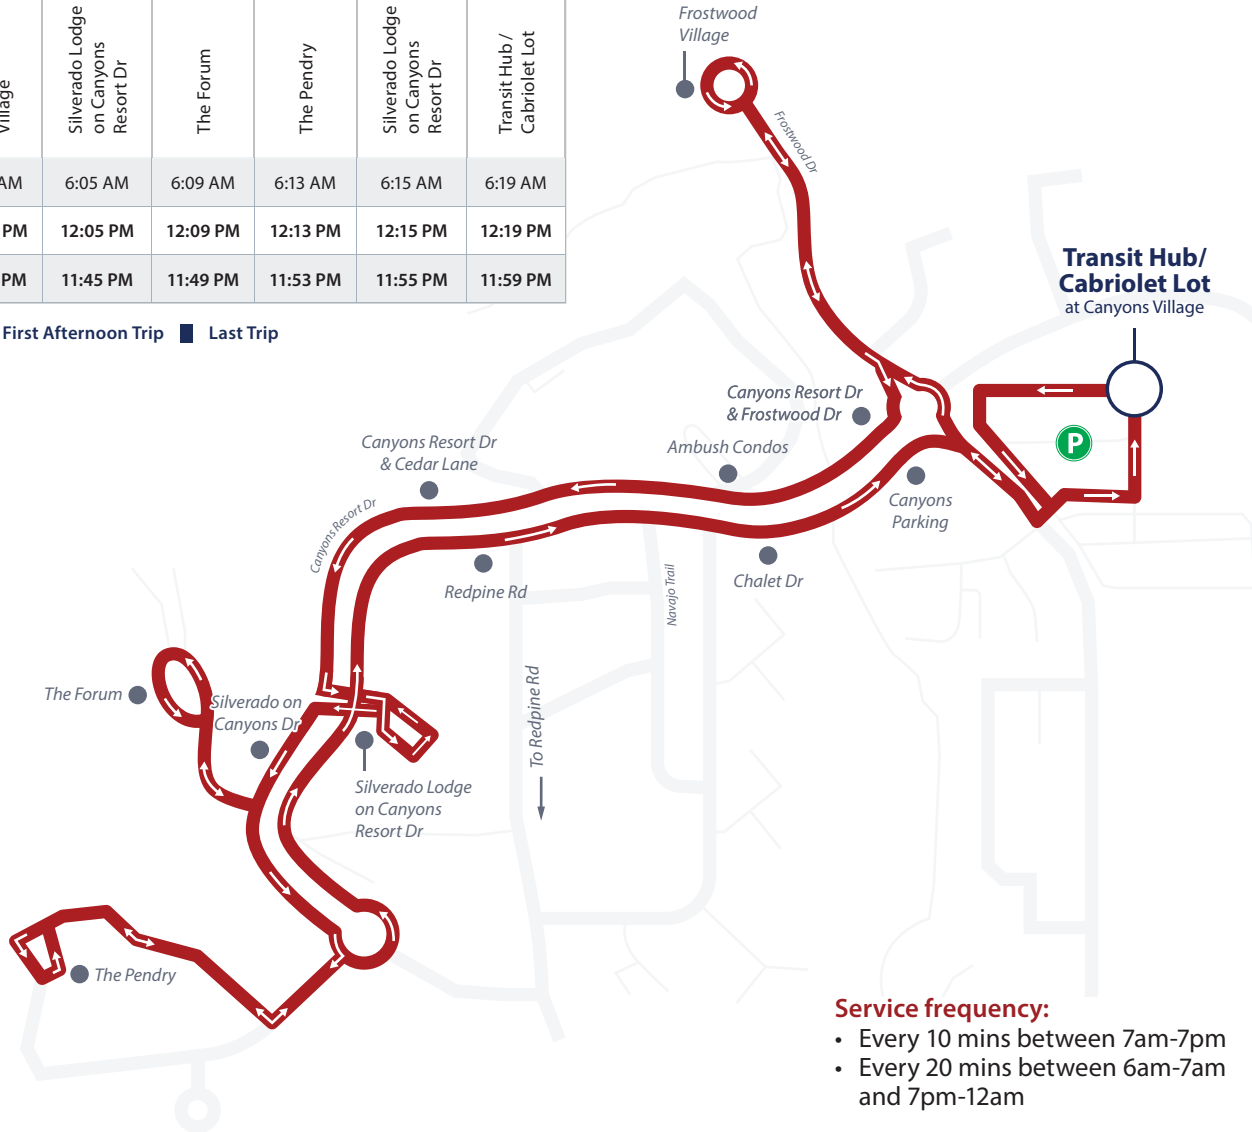 Village
Silverado Lodge
on Canyons
Resort Dr
The Forum
The Pendry
Silverado Lodge
on Canyons
Resort Dr
Transit Hub /
Cabriolet Lot
AM 6:05 AM 6:09 AM 6:13 AM 6:15 AM 6:19 AM
PM 12:05 PM 12:09 PM 12:13 PM 12:15 PM 12:19 PM
PM 11:45 PM 11:49 PM 11:53 PM 11:55 PM 11:59 PM
First Afternoon Trip Last Trip
Frostwood
Village
Frostwood Dr
Transit Hub/
Cabriolet Lot
at Canyons Village
P
Canyons Resort Dr
& Frostwood Dr
Ambush Condos
Canyons Resort Dr
& Cedar Lane
Canyons
Parking
Canyons Resort Dr
Redpine Rd
Chalet Dr
Navajo Trail
To Redpine Rd
The Forum
Silverado on
Canyons Dr
Silverado Lodge
on Canyons
Resort Dr
The Pendry
Service frequency:
• Every 10 mins between 7am-7pm
• Every 20 mins between 6am-7am
and 7pm-12am